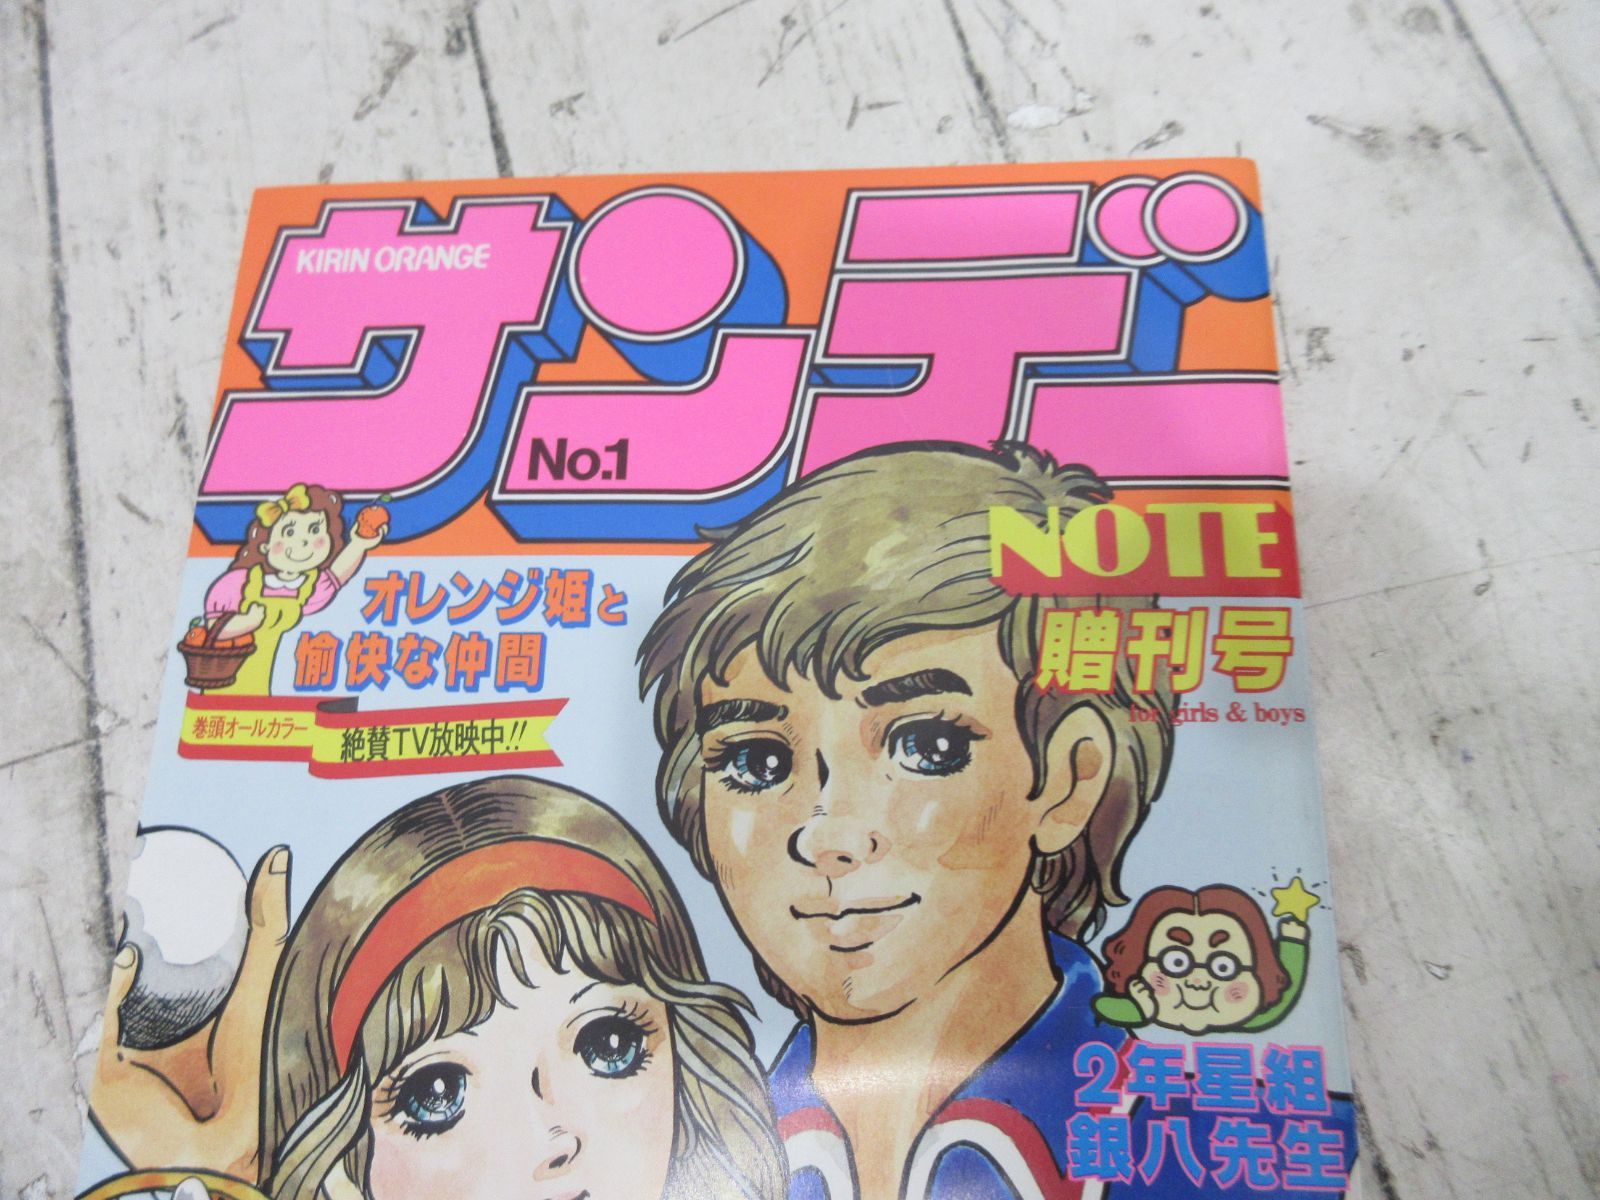 サンデー
KIRIN ORANGE
No.1
NOTE
贈刊号
for girls & boys
オレンジ姫と
愉快な仲間
巻頭オールカラー
絶賛TV放映中!!
2年星組
銀八先生